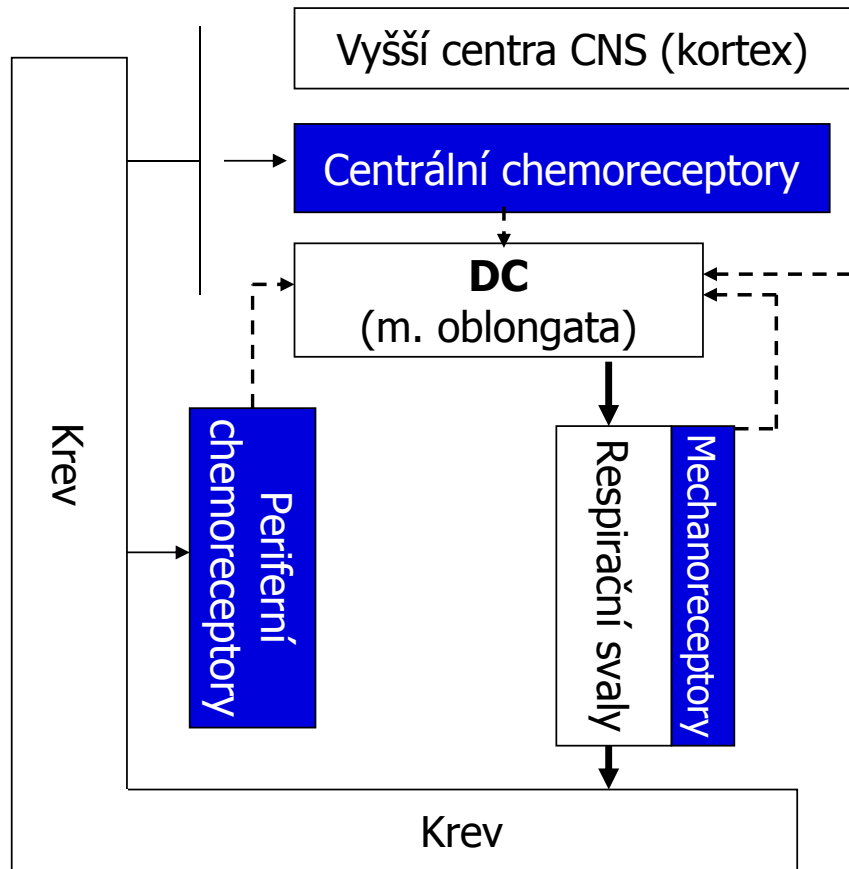 Vyšší centra CNS (kortex)
Centrální chemoreceptory
DC
(m. oblongata)
Krev
Periferní
chemoreceptory
Respirační svaly
Mechanoreceptory
Krev